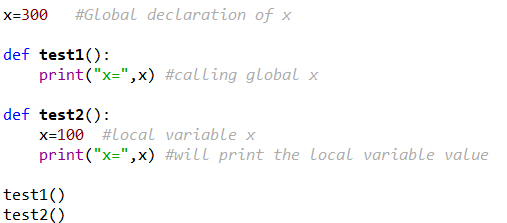 x=300   #Global declaration of x
def test1():
    print("x=",x) #calling global x
def test2():
    x=100  #local variable x
    print("x=",x) #will print the local variable value
test1()
test2()